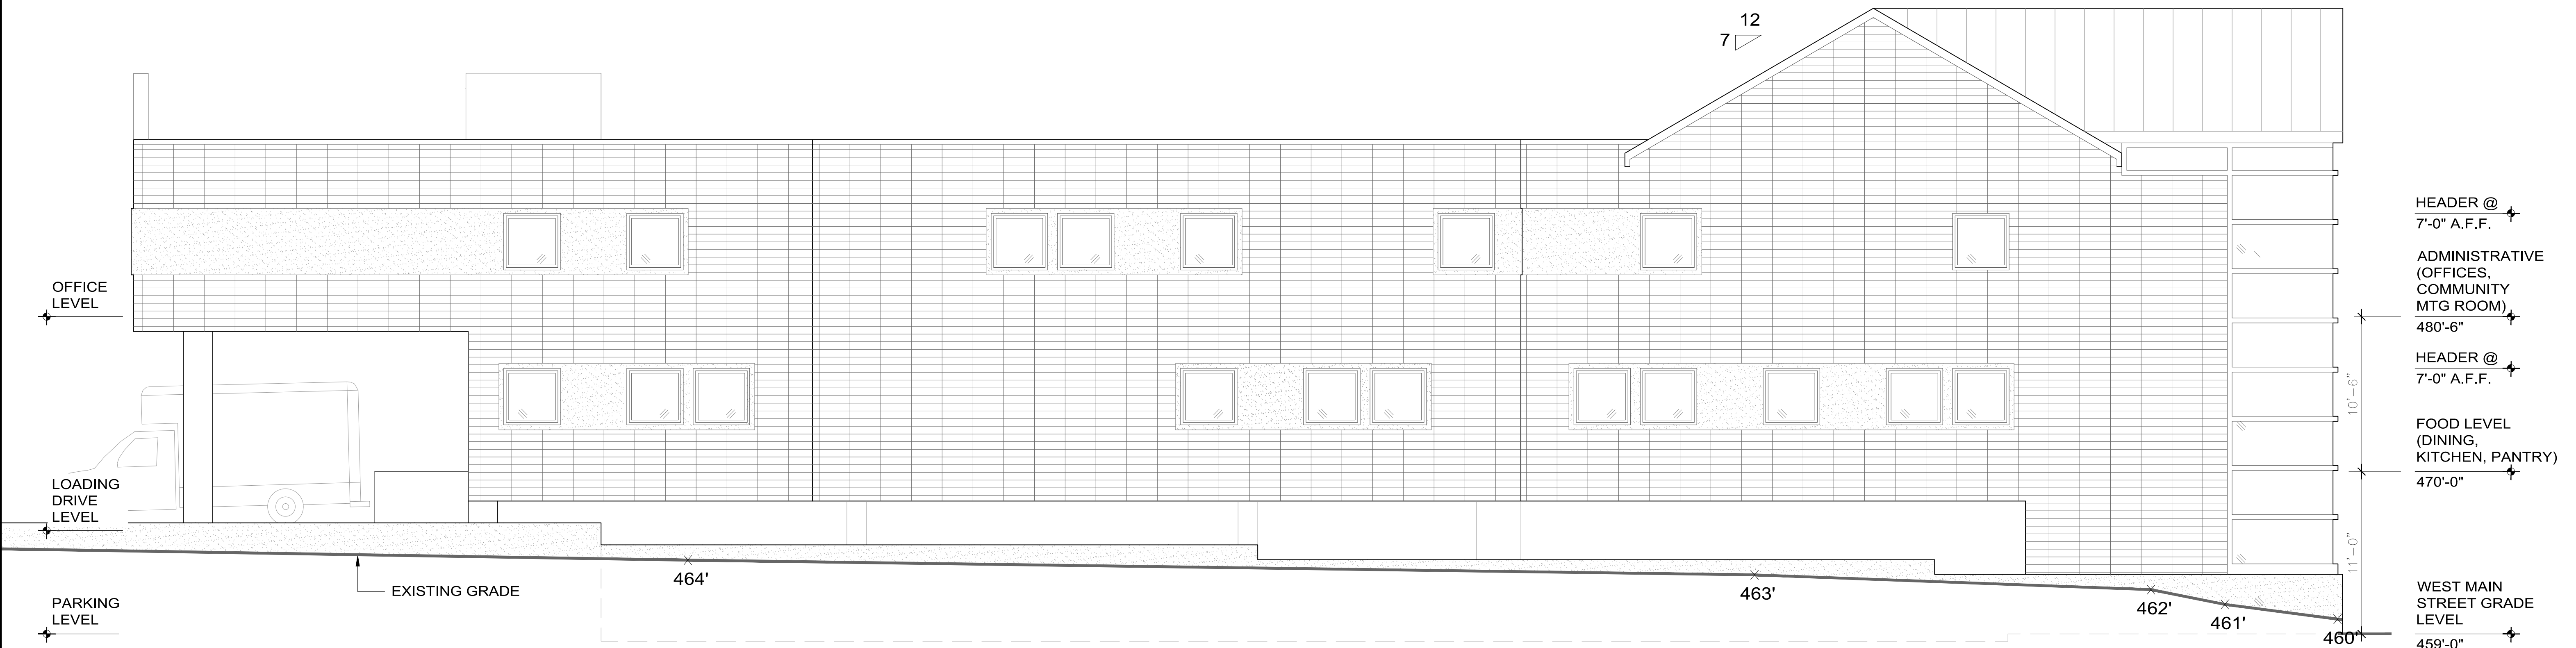 12
7
HEADER @
7'-0" A.F.F.
ADMINISTRATIVE
(OFFICES,
COMMUNITY
MTG ROOM)
480'-6"
OFFICE
LEVEL
HEADER @
7'-0" A.F.F.
10'-6"
FOOD LEVEL
(DINING,
KITCHEN, PANTRY)
470'-0"
LOADING
DRIVE
LEVEL
11'-0"
464'
EXISTING GRADE
463'
462'
461'
460'
PARKING
LEVEL
WEST MAIN
STREET GRADE
LEVEL
459'-0"